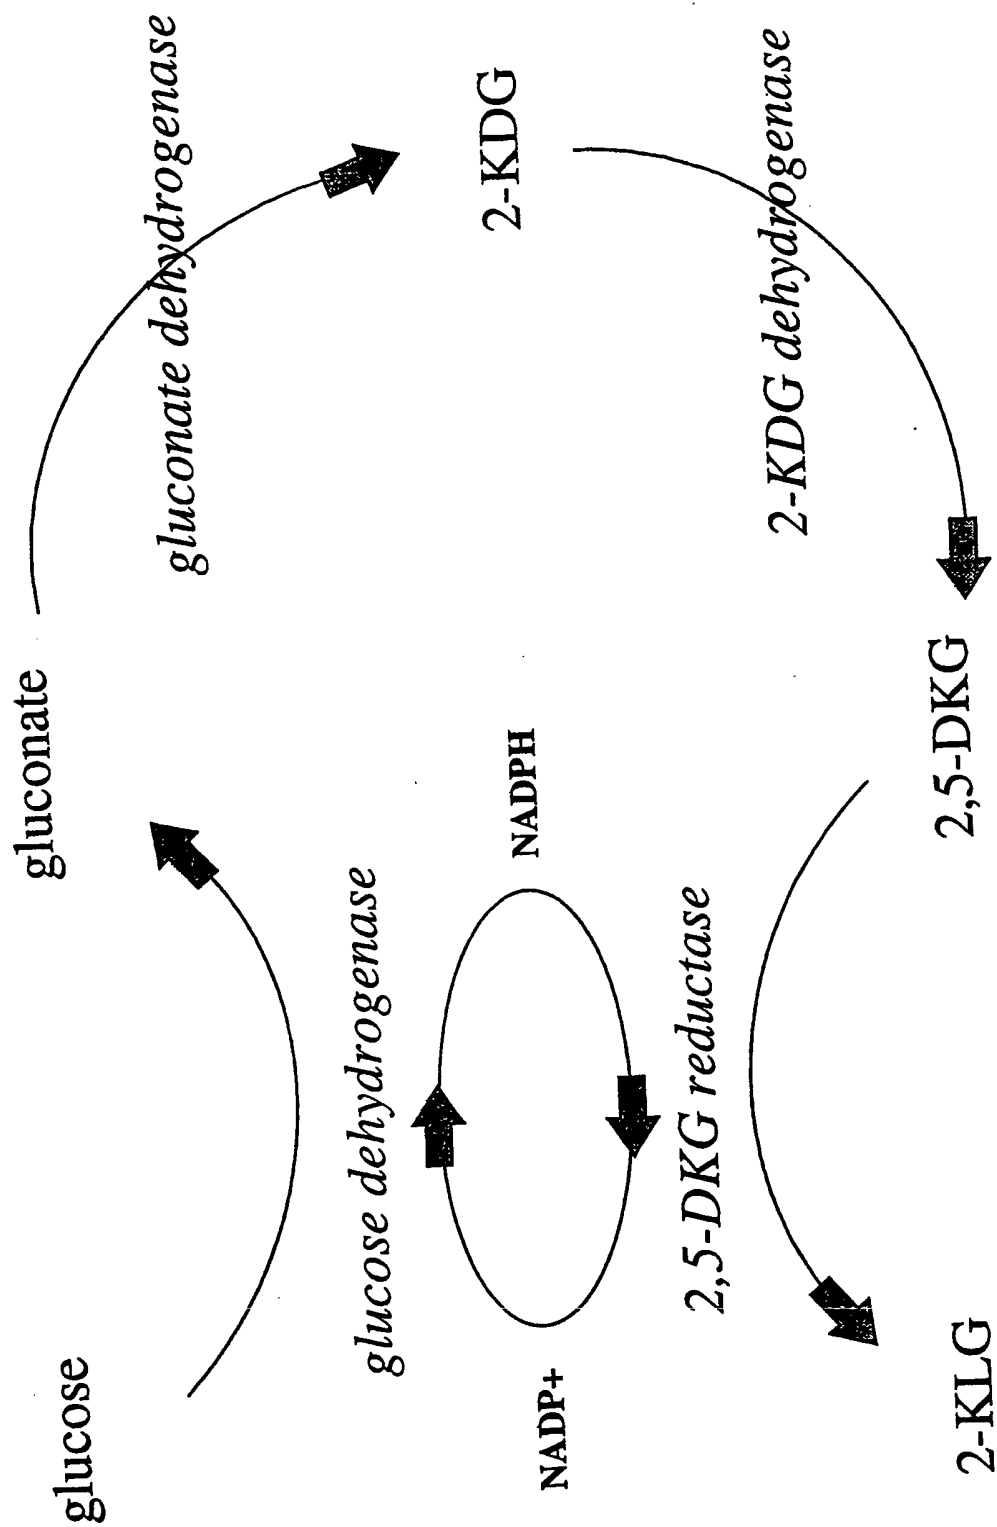 glucose
gluconate
gluconate dehydrogenase
glucose dehydrogenase
NADP+
NADPH
2-KDG
2,5-DKG reductase
2-KDG dehydrogenase
2-KLG
2,5-DKG